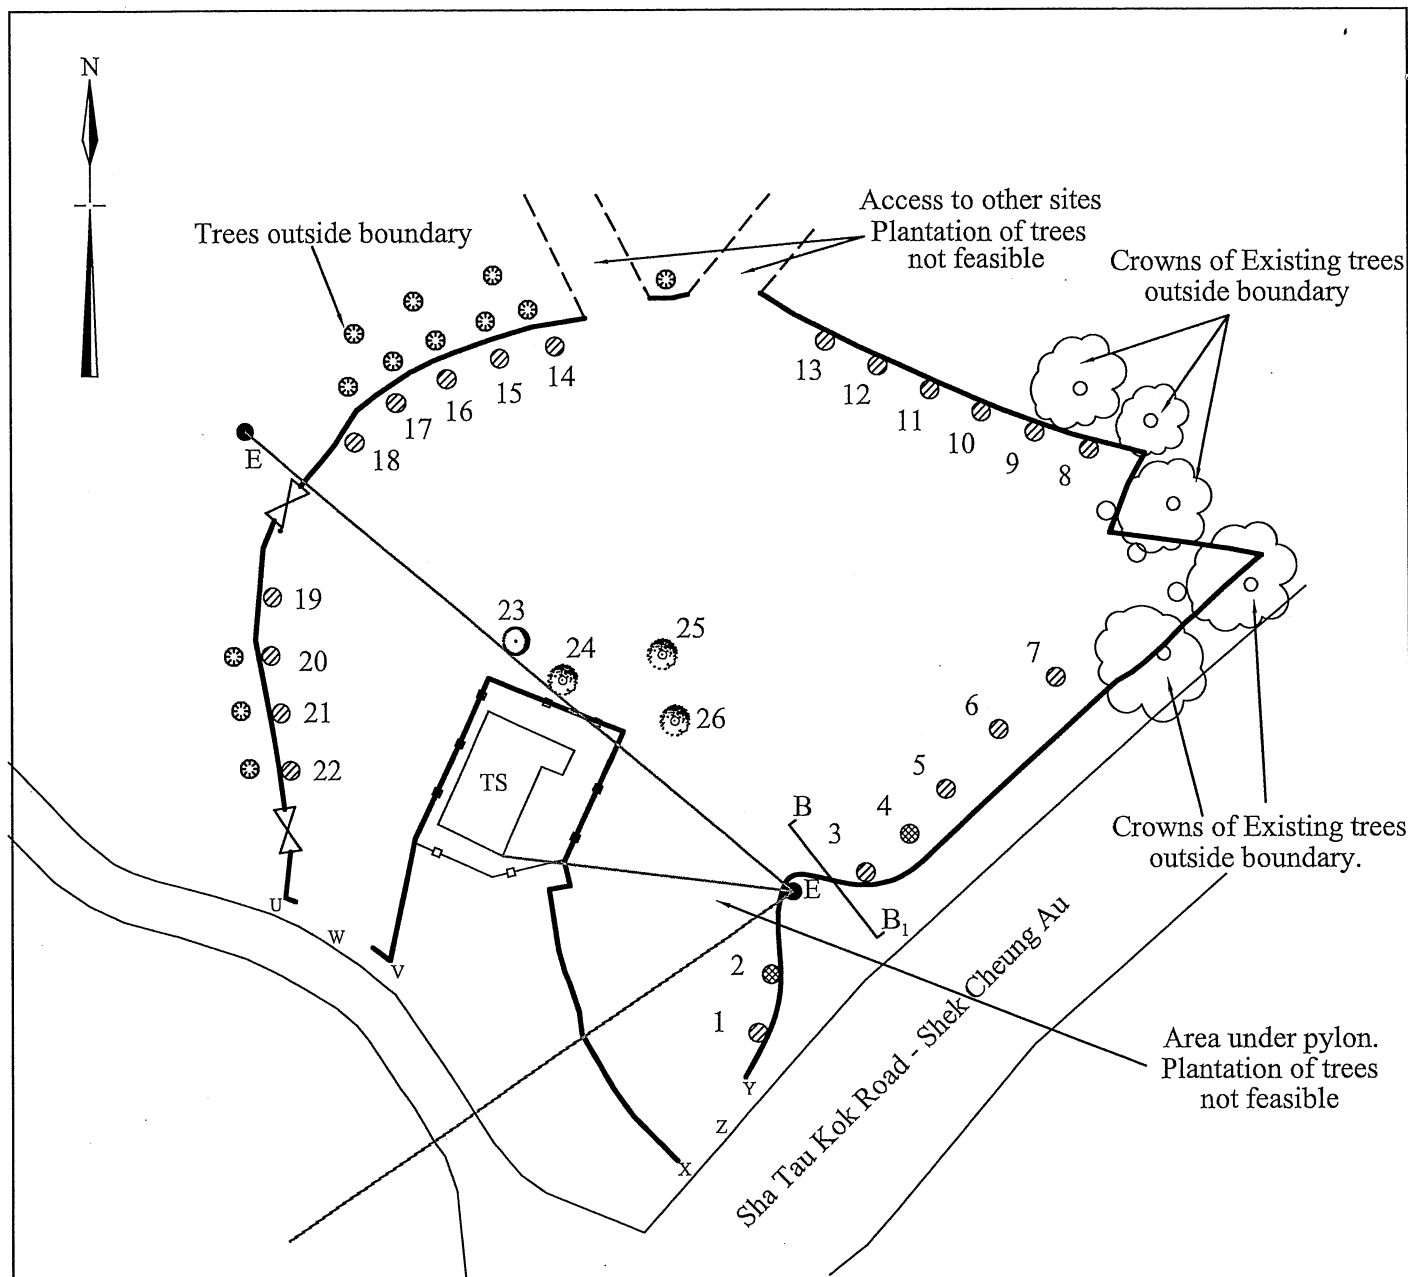 N
Trees outside boundary
Access to other sites
Plantation of trees
not feasible
Crowns of Existing trees
outside boundary
13
12
11
10
9
8
14
15
16
17
18
E
19
20
21
22
23
24
25
26
TS
7
6
5
4
3
B
E
B1
2
1
U
W
V
Y
Z
X
Crowns of Existing trees
outside boundary.
Area under pylon.
Plantation of trees
not feasible
Sha Tau Kok Road - Shek Cheung Au